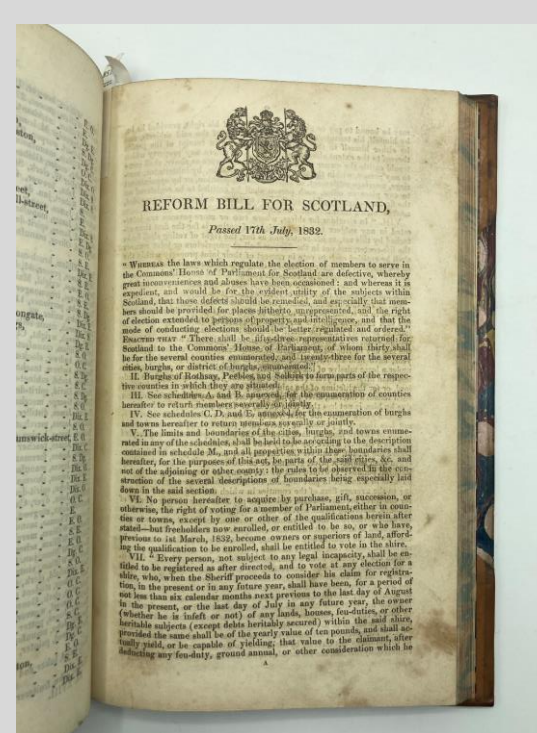 REFORM BILL FOR SCOTLAND,
Passed 17th July, 1832.
" WHEREAS the laws which regulate the election of members to serve in
the Commons' House of Parliament for Scotland are defective, whereby
great inconveniences and abuses have been occasioned: and whereas it is
expedient, and would be for the evident utility of the subjects within
Scotland, that these defects should be remedied, and especially that mem-
bers should be provided for places hitherto unrepresented, and the right
of election extended to persons of property and intelligence, and that the
mode of conducting elections should be better regulated and ordered."
ENACTED THAT " There shall be fifty-three representatives returned for
Scotland to the Commons' House of Parliament, of whom thirty shall
be for the several counties enumerated, and twenty-three for the several
cities, burghs, or district of burghs, enumerated."
II. Burghs of Rothsay, Peebles, and Selkirk to form parts of the respec-
tive counties in which they are situated.
III. See schedules A. and B. annexed, for the enumeration of counties
hereafter to return members severally or jointly.
IV. See schedules C. D. and E. annexed, for the enumeration of burghs
and towns hereafter to return members severally or jointly.
V. The limits and boundaries of the cities, burghs, and towns enume-
rated in any of the schedules, shall be held to be according to the description
contained in schedule M., and all properties within these boundaries shall
hereafter, for the purposes of this act, be parts of the said cities, &c. and
not of the adjoining or other county: the rules to be observed in the con-
struction of the several descriptions of boundaries being especially laid
down in the said section.
VI. No person hereafter to acquire by purchase, gift, succession, or
otherwise, the right of voting for a member of Parliament, either in coun-
ties or towns, except by one or other of the qualifications herein after
stated—but freeholders now enrolled, or entitled to be so, or who have,
previous to 1st March, 1832, become owners or superiors of land, afford-
ing the qualification to be enrolled, shall be entitled to vote in the shire.
VII. " Every person, not subject to any legal incapacity, shall be en-
titled to be registered as after directed, and to vote at any election for a
shire, who, when the Sheriff proceeds to consider his claim for registra-
tion, in the present or in any future year, shall have been, for a period of
not less than six calendar months next previous to the last day of August
in the present, or the last day of July in any future year, the owner
(whether he is infeft or not) of any lands, houses, feu-duties, or other
heritable subjects (except debts heritably secured) within the said shire,
provided the same shall be of the yearly value of ten pounds, and shall ac-
tually yield, or be capable of yielding, that value to the claimant, after
deducting any feu-duty, ground annual, or other consideration which he
A